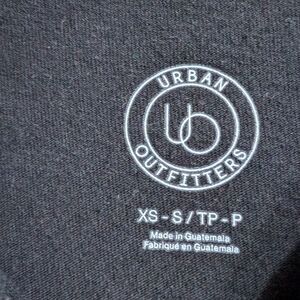 URBAN
UO
OUTFITTERS
XS - S / TP - P
Made in Guatemala
Fabriqué en Guatemala